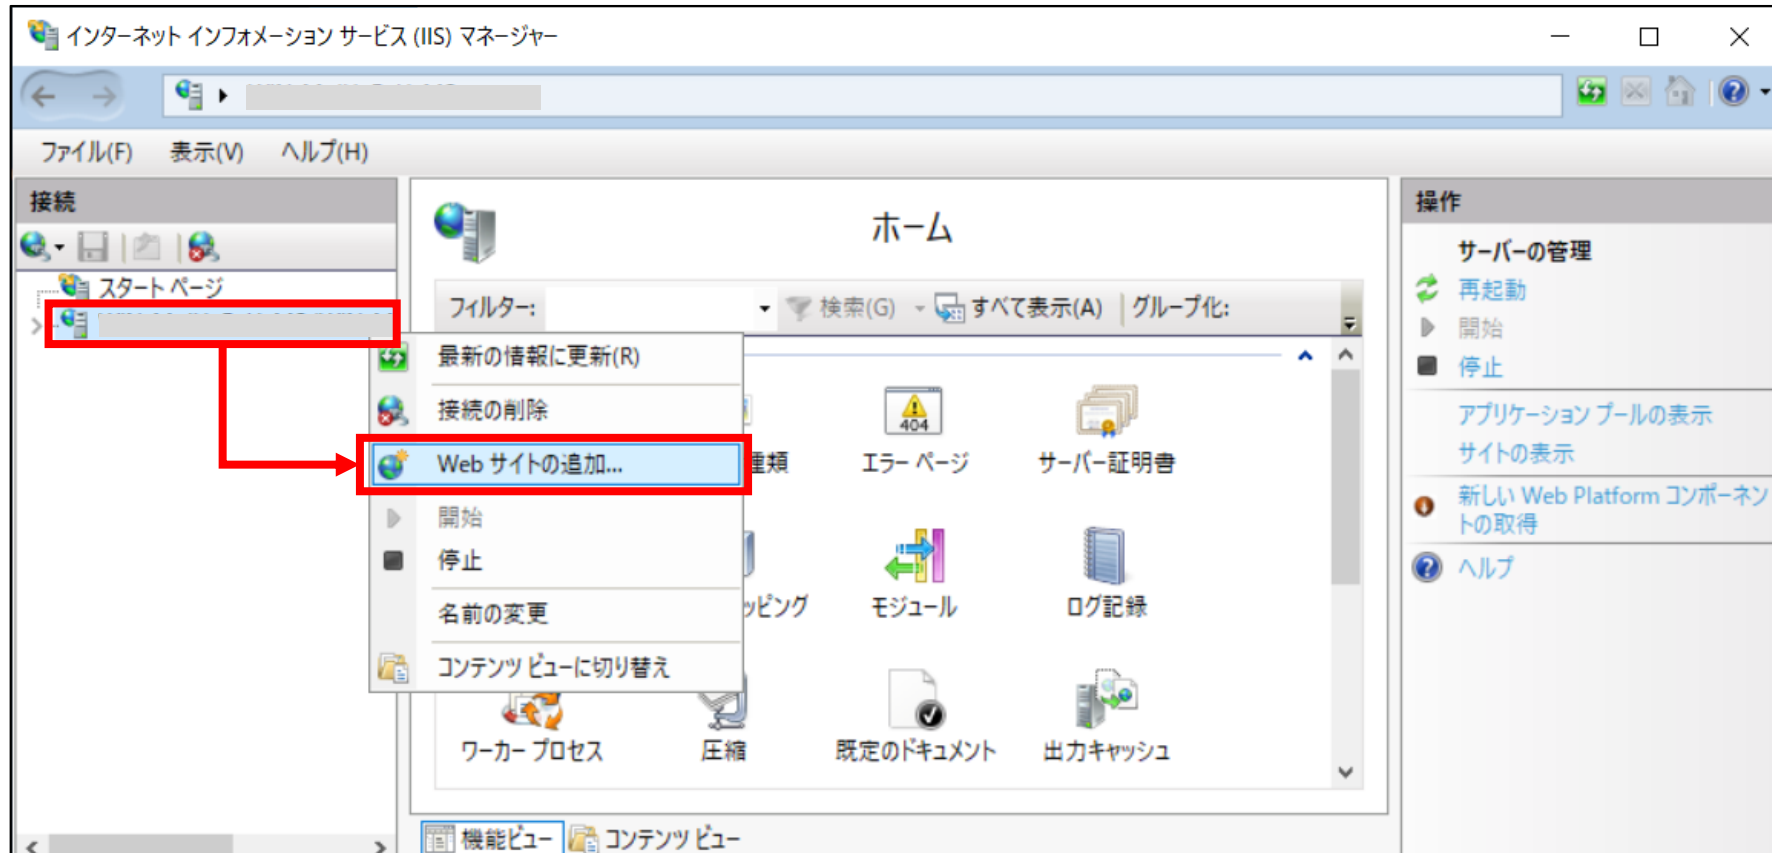 インターネット インフォメーション サービス (IIS) マネージャー
ファイル(F) 表示(V) ヘルプ(H)
接続
スタート ページ
最新の情報に更新(R)
接続の削除
Web サイトの追加...
開始
停止
名前の変更
コンテンツ ビューに切り替え
ホーム
フィルター: 検索(G) すべて表示(A) グループ化:
404
エラー ページ
サーバー証明書
モジュール
ログ記録
ワーカー プロセス
圧縮
既定のドキュメント
出力キャッシュ
機能ビュー コンテンツ ビュー
操作
サーバーの管理
再起動
開始
停止
アプリケーション プールの表示
サイトの表示
新しい Web Platform コンポーネン
トの取得
ヘルプ